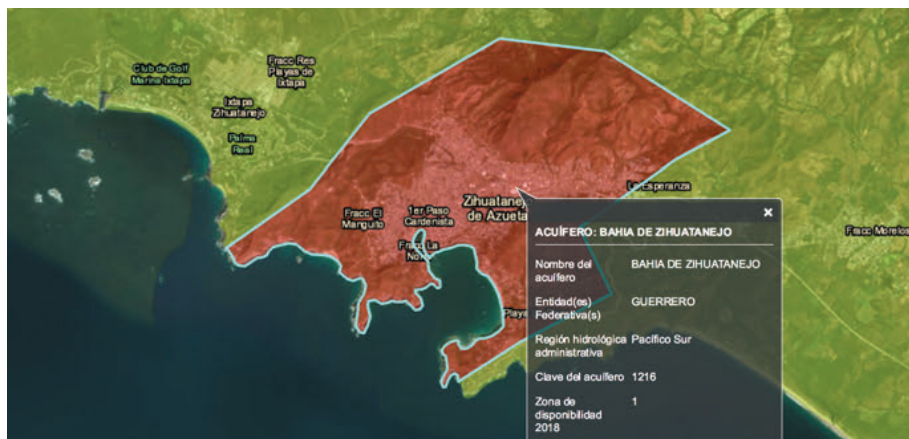 Club de Golf
Marina Ixtapa
Fracc Res
Playas de
Ixtapa
Ixtapa
Zihuatanejo
Palma
Real
Fracc El
Manguito
1er Paso
Cardenista
Fracc La
Zihuatanejo
de Azueta
La Esperanza
Fracc Morelos
Playa
×
ACUÍFERO: BAHIA DE ZIHUATANEJO
Nombre del BAHIA DE ZIHUATANEJO
acuífero
Entidad(es) GUERRERO
Federativa(s)
Región hidrológica Pacífico Sur
administrativa
Clave del acuífero 1216
Zona de 1
disponibilidad
2018